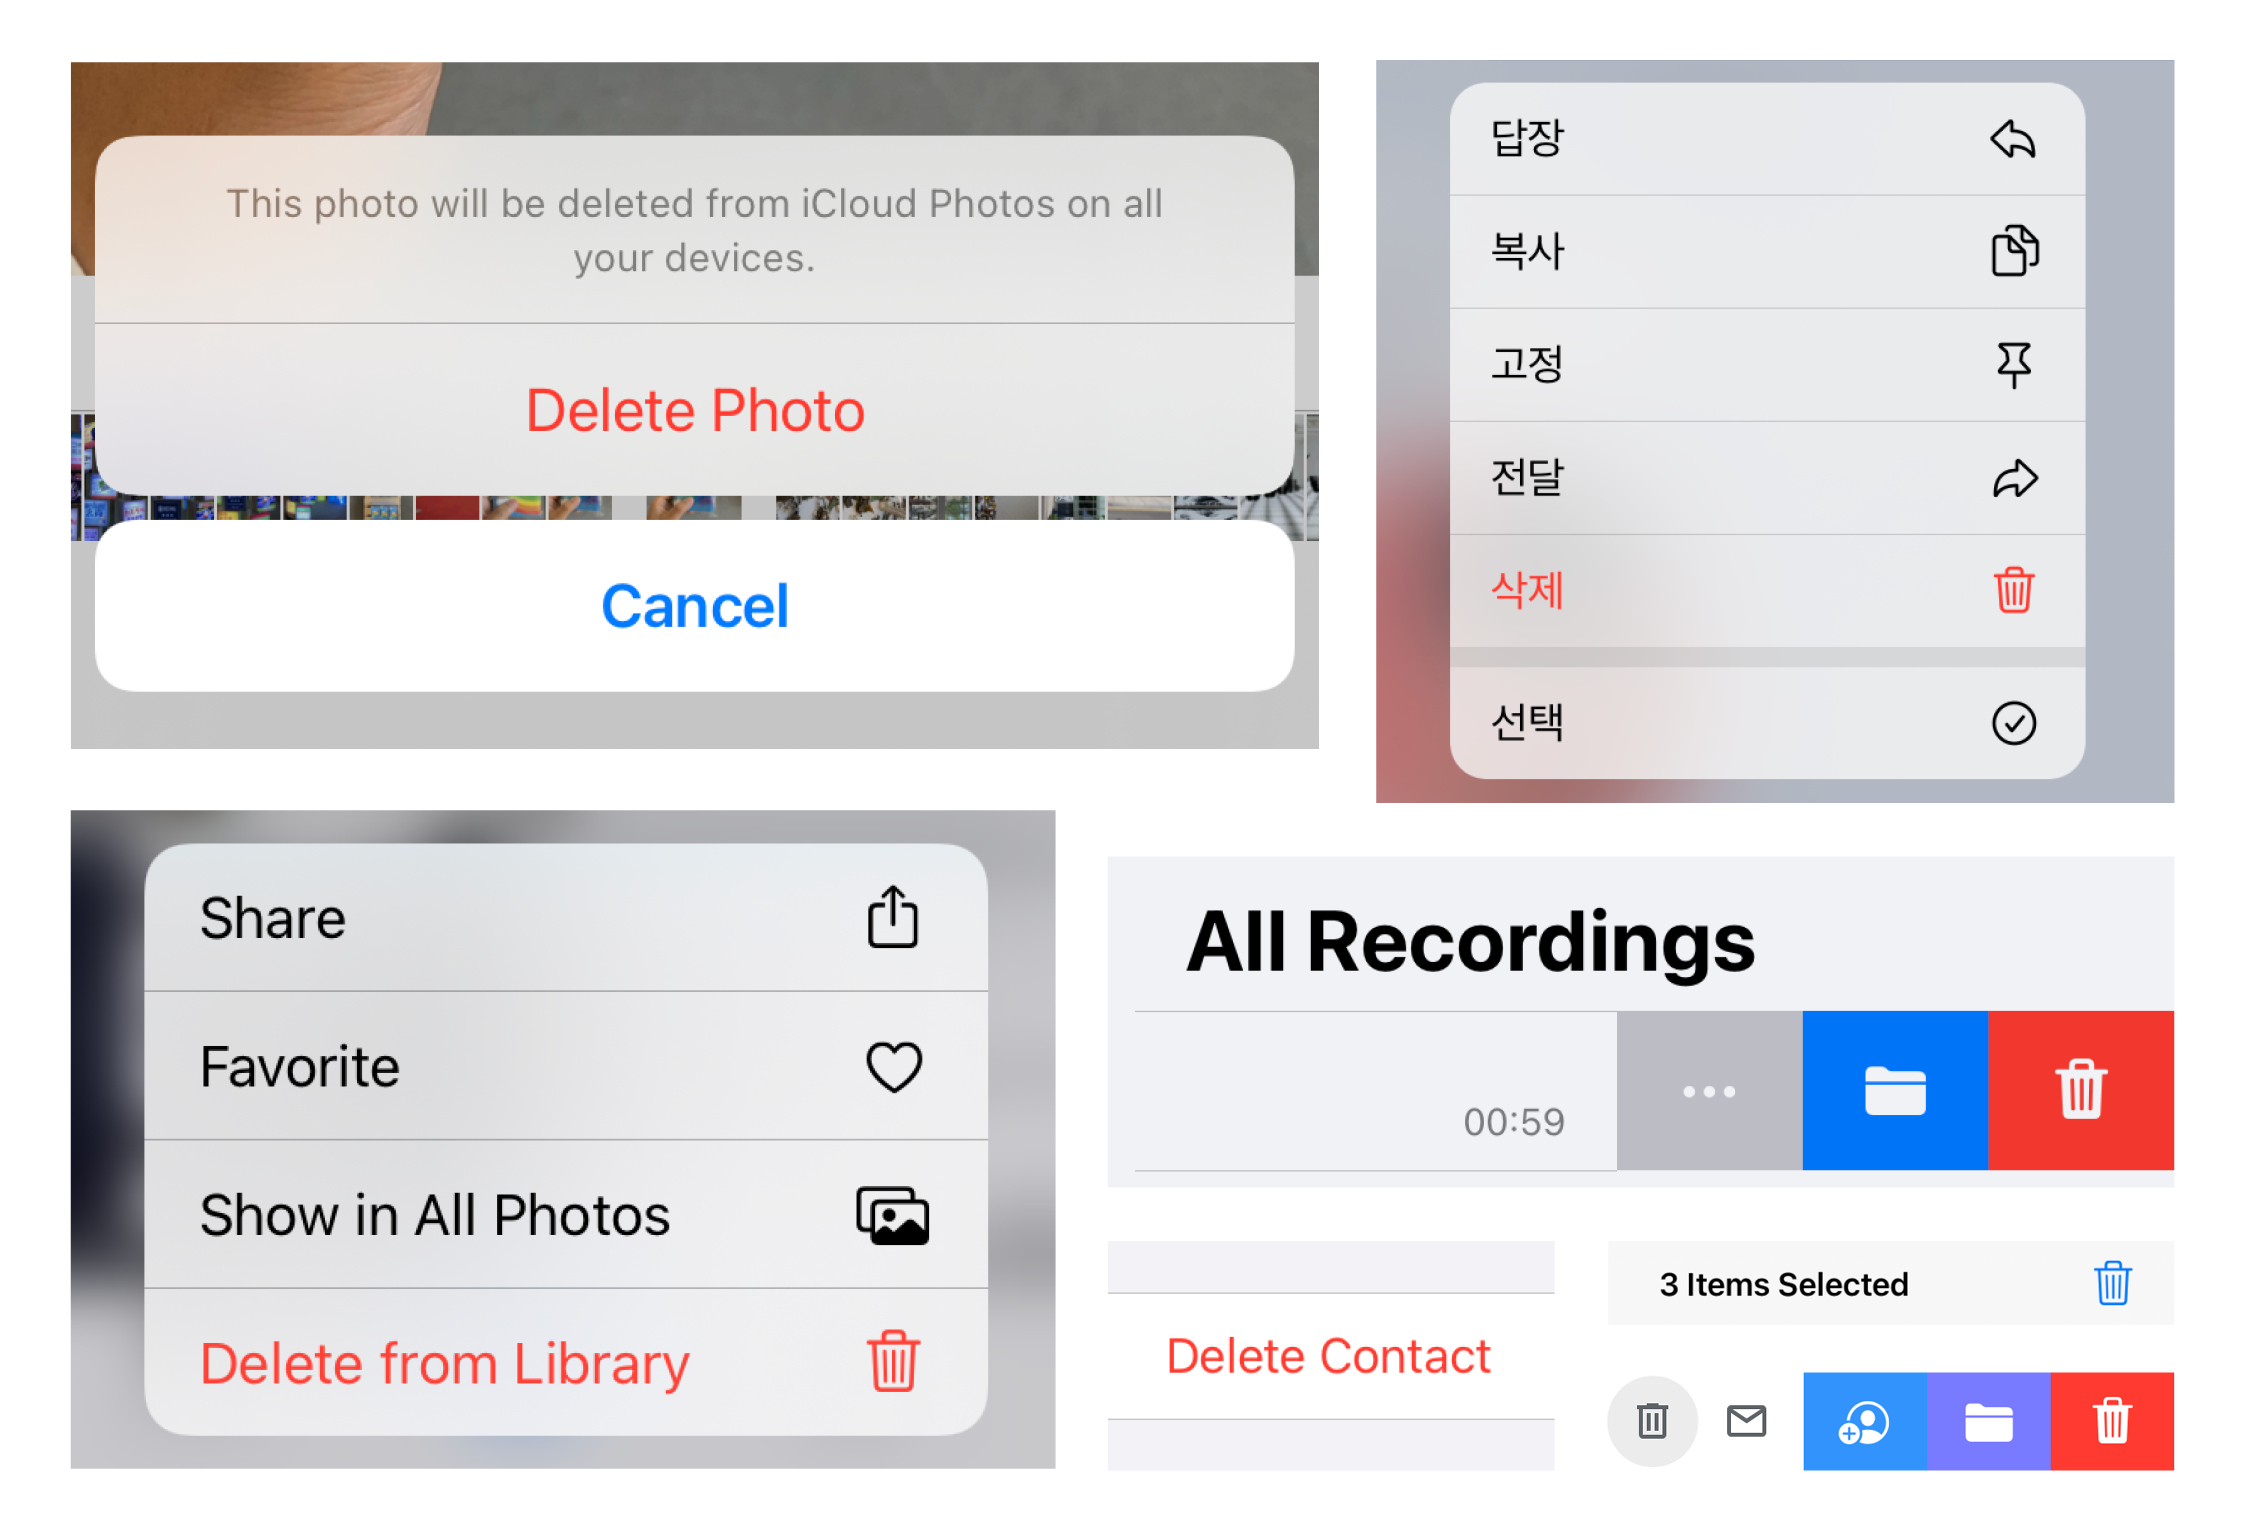 This photo will be deleted from iCloud Photos on all
your devices.
Delete Photo
Cancel
답장
복사
고정
전달
삭제
선택
Share
Favorite
Show in All Photos
Delete from Library
All Recordings
00:59
Delete Contact
3 Items Selected